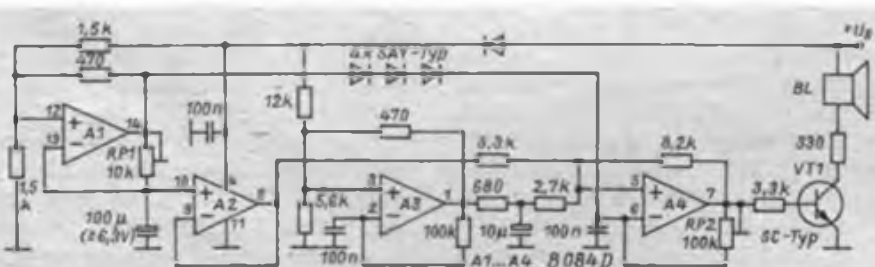 1,5k
+U_B
470
4x SAY-Typ
BL
100n
12k
470
330
12
+
A1
14
13
−
RP1
10k
3,3k
8,2k
VT1
1,5
k
10
+
4
A2
8
9
−
11
5,6k
3
+
A3
1
2
−
680
2,7k
5
+
A4
7
6
−
3,3k
100µ
(≥6,3V)
100k
10µ
100n
RP2
100k
SC-Typ
100n
A1...A4
B084D